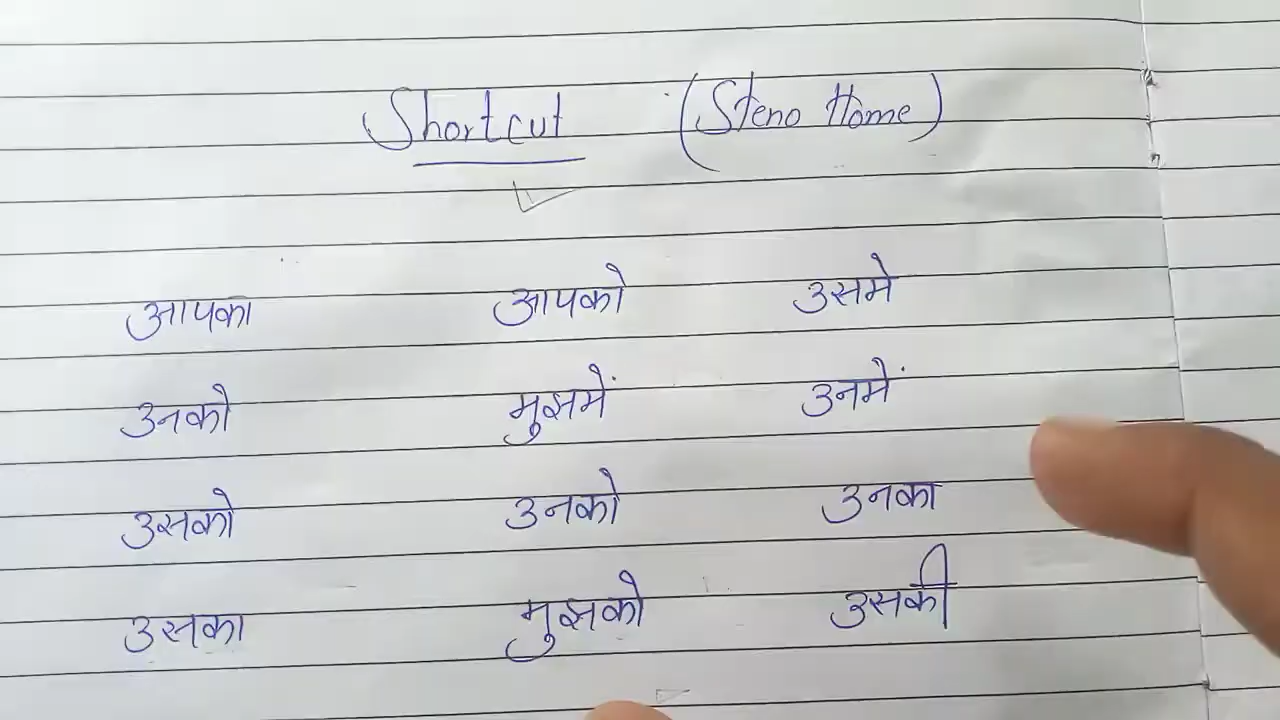 Shortcut (Steno Home)
आपका आपको उसमे
उनको मुझमें उनमें
उसको उनको उनका
उसका मुझको उसकी